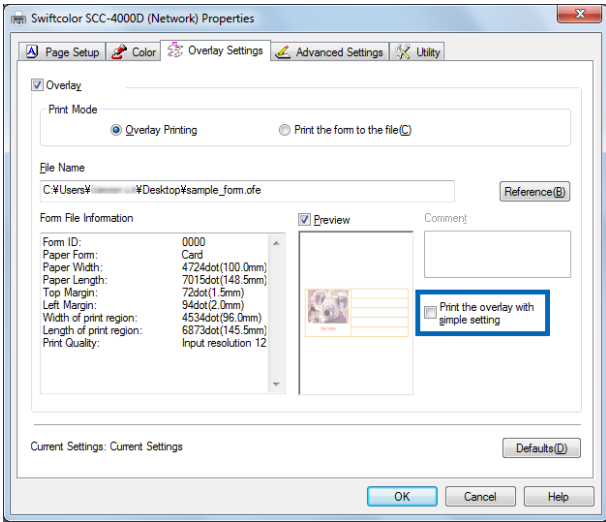 Swiftcolor SCC-4000D (Network) Properties
Page Setup Color Overlay Settings Advanced Settings Utility
Overlay
Print Mode
Overlay Printing Print the form to the file(C)
File Name
C:¥Users¥ ¥Desktop¥sample_form.ofe Reference(B)
Form File Information Preview Comment
Form ID: 0000
Paper Form: Card
Paper Width: 4724dot(100.0mm)
Paper Length: 7015dot(148.5mm)
Top Margin: 72dot(1.5mm)
Left Margin: 94dot(2.0mm)
Width of print region: 4534dot(96.0mm)
Length of print region: 6873dot(145.5mm)
Print Quality: Input resolution 12
Print the overlay with
simple setting
Current Settings: Current Settings Defaults(D)
OK Cancel Help